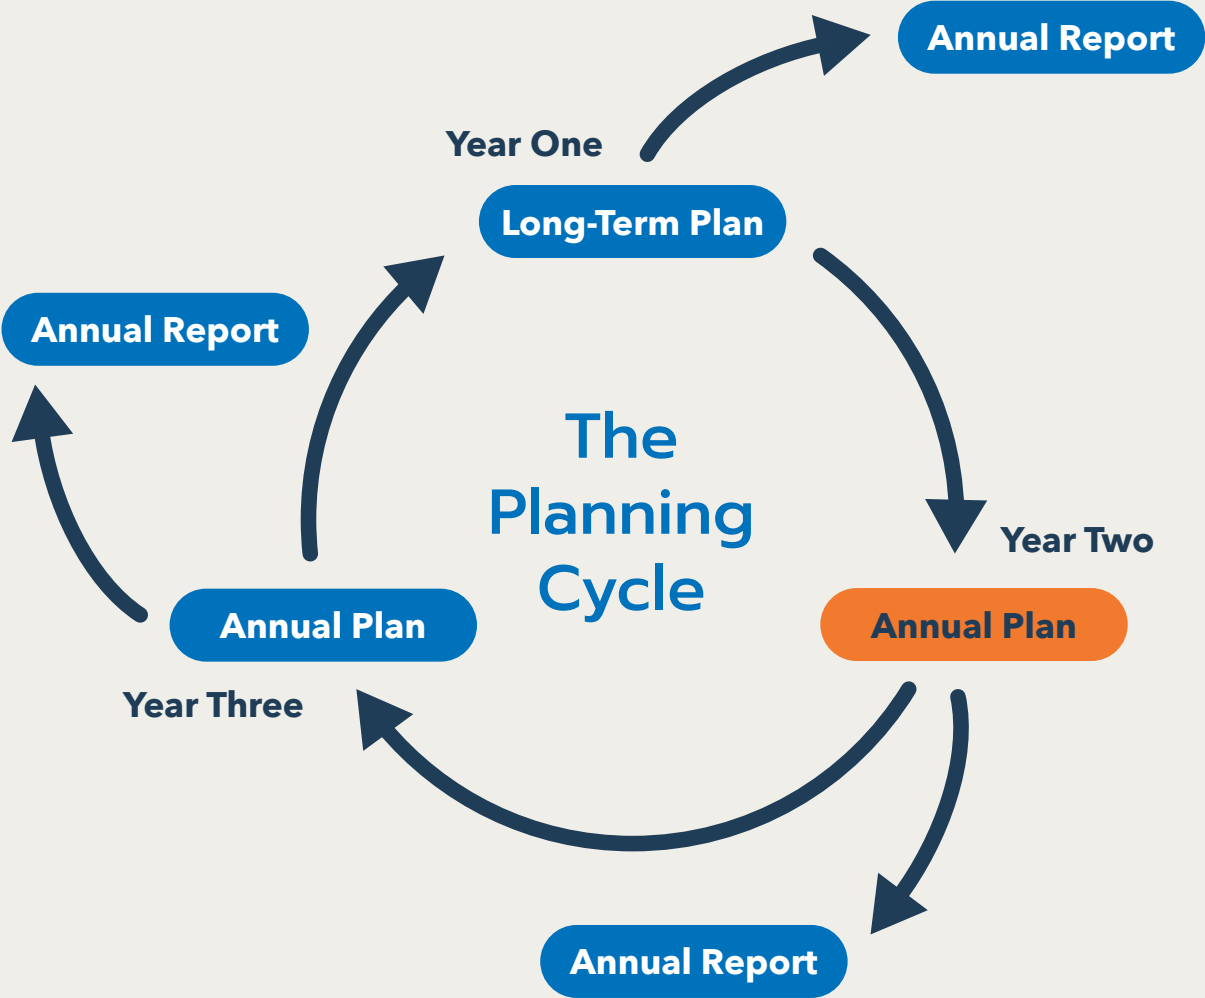 Annual Report
Year One
Long-Term Plan
Annual Report
The
Planning
Cycle
Year Two
Annual Plan
Annual Plan
Year Three
Annual Report